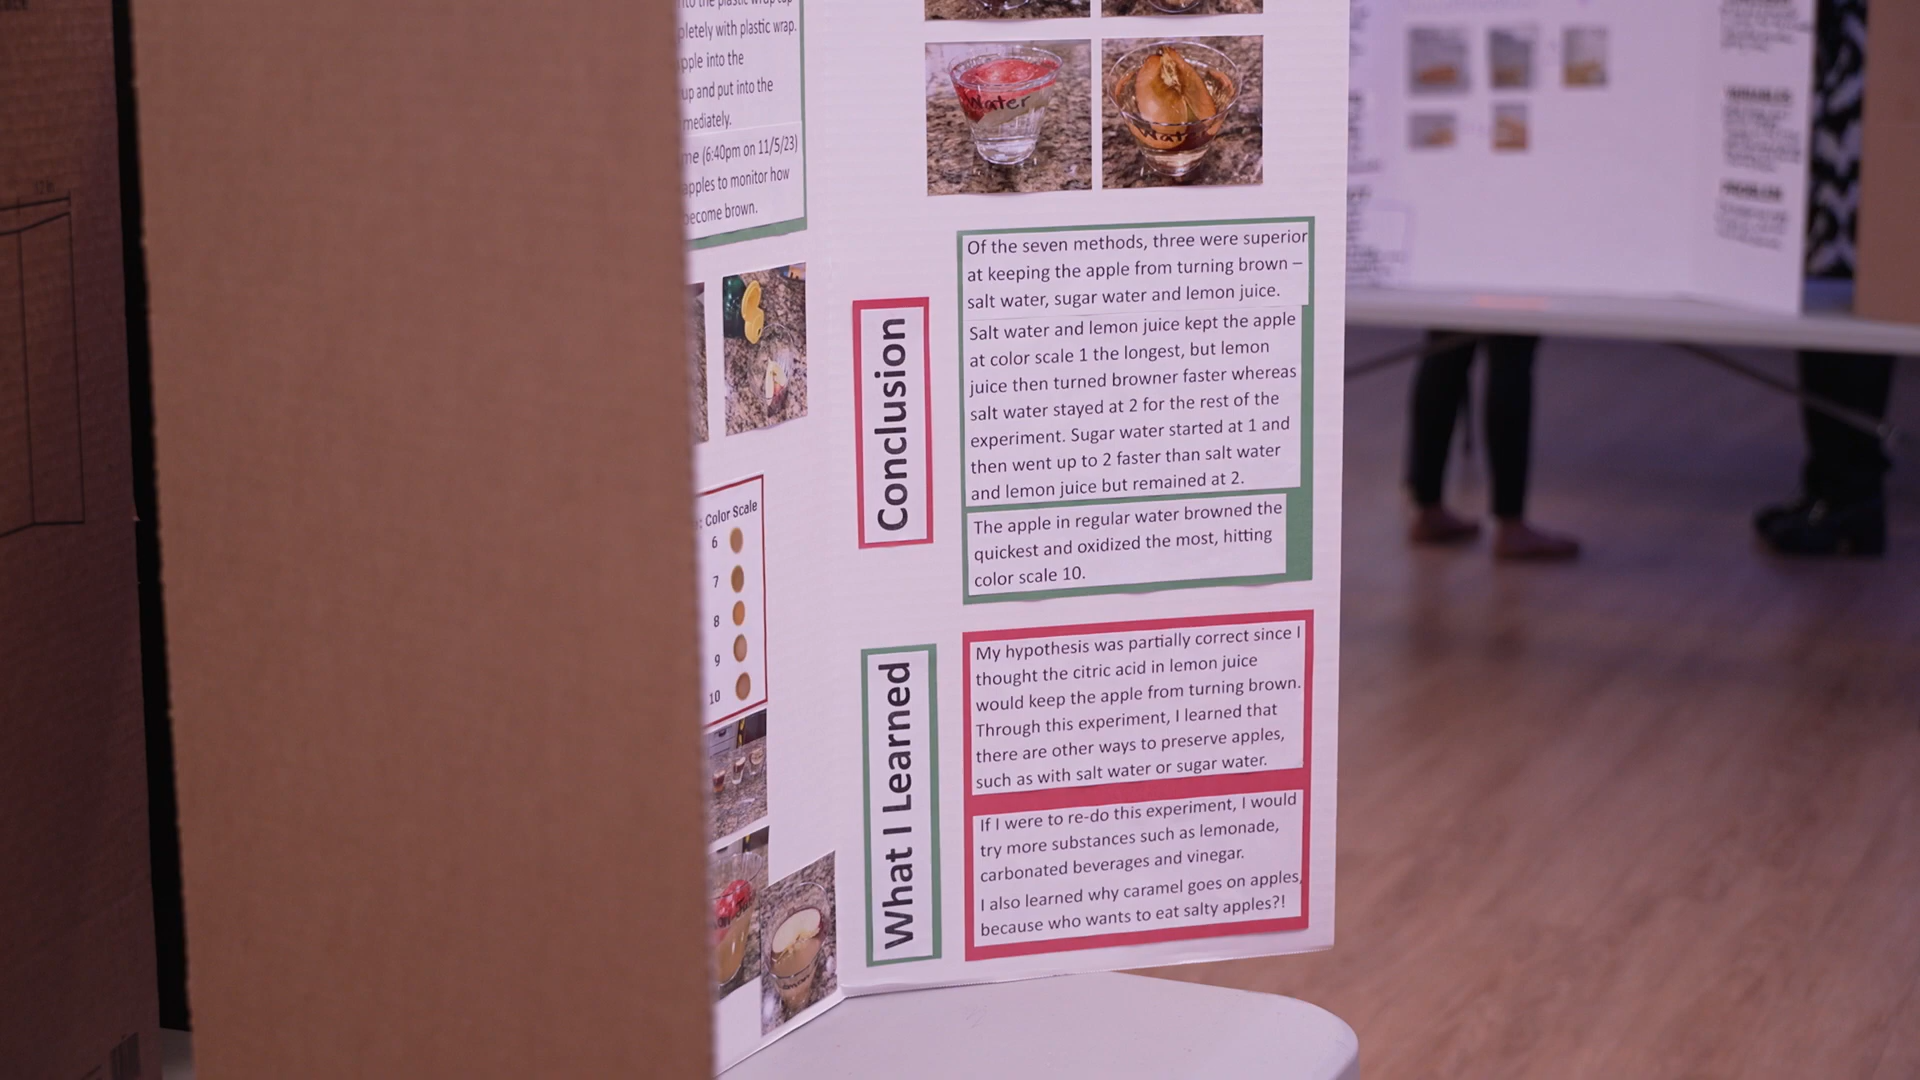 pletely with plastic wrap.
pple into the
up and put into the
mediately.
me (6:40pm on 11/5/23)
apples to monitor how
become brown.
: Color Scale
6
7
8
9
10
Water
Wat
Conclusion
Of the seven methods, three were superior
at keeping the apple from turning brown –
salt water, sugar water and lemon juice.
Salt water and lemon juice kept the apple
at color scale 1 the longest, but lemon
juice then turned browner faster whereas
salt water stayed at 2 for the rest of the
experiment. Sugar water started at 1 and
then went up to 2 faster than salt water
and lemon juice but remained at 2.
The apple in regular water browned the
quickest and oxidized the most, hitting
color scale 10.
What I Learned
My hypothesis was partially correct since I
thought the citric acid in lemon juice
would keep the apple from turning brown.
Through this experiment, I learned that
there are other ways to preserve apples,
such as with salt water or sugar water.
If I were to re-do this experiment, I would
try more substances such as lemonade,
carbonated beverages and vinegar.
I also learned why caramel goes on apples,
because who wants to eat salty apples?!